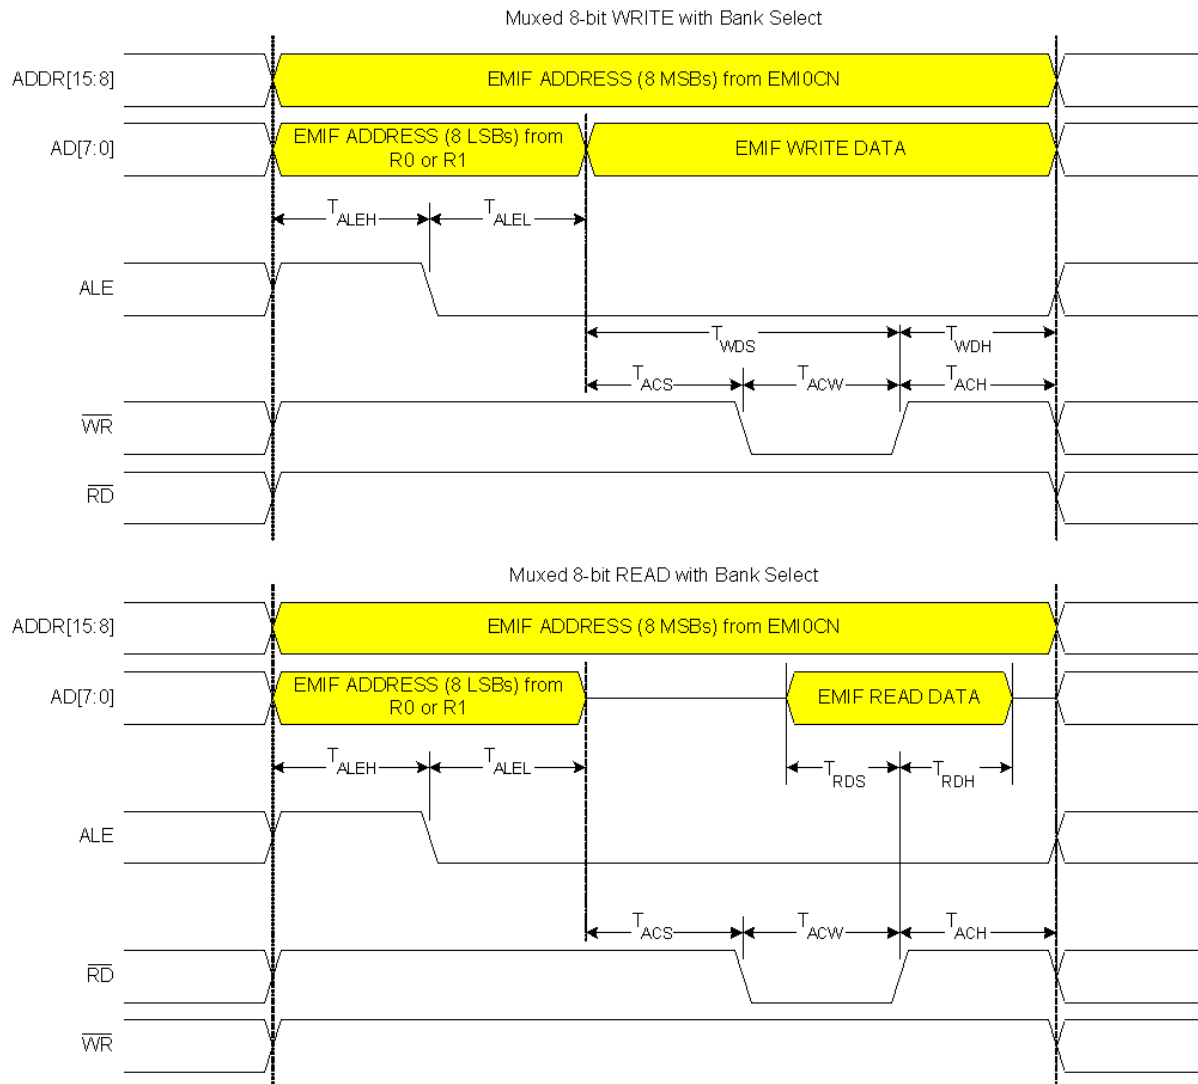 Muxed 8-bit WRITE with Bank Select
ADDR[15:8]
EMIF ADDRESS (8 MSBs) from EMI0CN
AD[7:0]
EMIF ADDRESS (8 LSBs) from
R0 or R1
EMIF WRITE DATA
TALEH
TALEL
ALE
TWDS
TWDH
TACS
TACW
TACH
WR
RD
Muxed 8-bit READ with Bank Select
ADDR[15:8]
EMIF ADDRESS (8 MSBs) from EMI0CN
AD[7:0]
EMIF ADDRESS (8 LSBs) from
R0 or R1
EMIF READ DATA
TALEH
TALEL
TRDS
TRDH
ALE
TACS
TACW
TACH
RD
WR